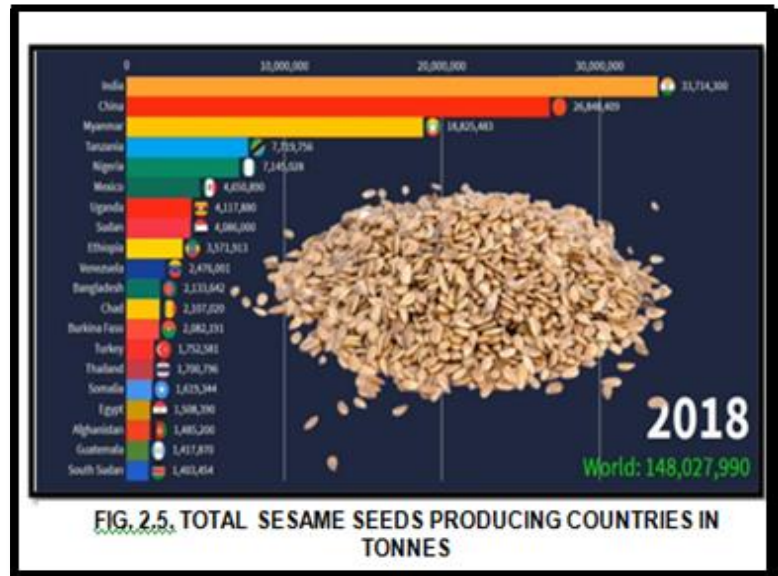 0 10,000,000 20,000,000 30,000,000
India 33,714,300
China 26,848,409
Myanmar 18,825,483
Tanzania 7,719,756
Nigeria 7,145,028
Mexico 4,650,890
Uganda 4,117,880
Sudan 4,086,000
Ethiopia 3,571,913
Venezuela 2,476,001
Bangladesh 2,133,642
Chad 2,107,020
Burkina Faso 2,082,191
Turkey 1,752,581
Thailand 1,700,796
Somalia 1,619,344
Egypt 1,508,390
Afghanistan 1,485,200
Guatemala 1,417,870
South Sudan 1,403,454
2018
World: 148,027,990
FIG. 2.5. TOTAL SESAME SEEDS PRODUCING COUNTRIES IN
TONNES